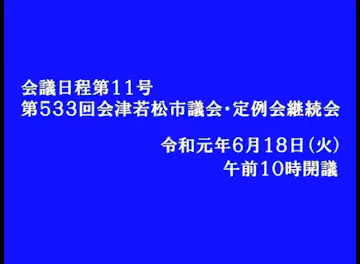 会議日程第11号
第533回会津若松市議会・定例会継続会
令和元年6月18日(火)
午前10時開議